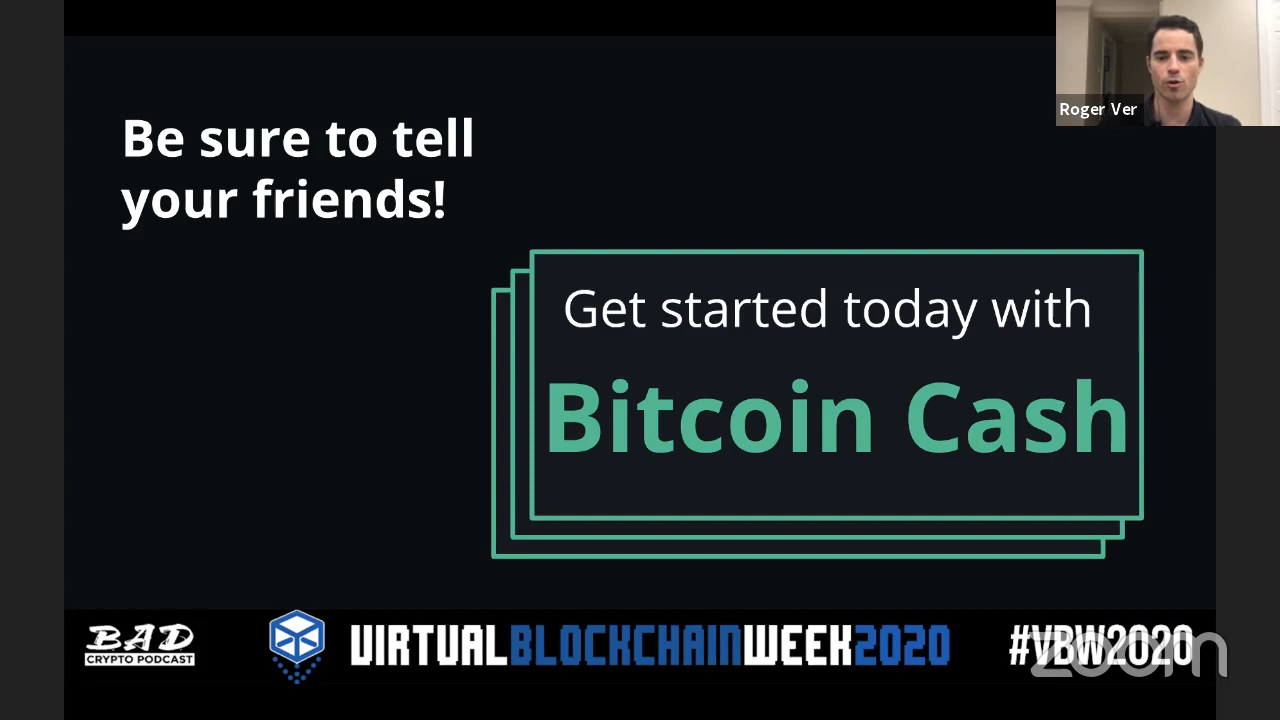 Roger Ver
Be sure to tell
your friends!
Get started today with
Bitcoin Cash
BAD
CRYPTO PODCAST
VIRTUALBLOCKCHAINWEEK2020
#VBW2020
zoom